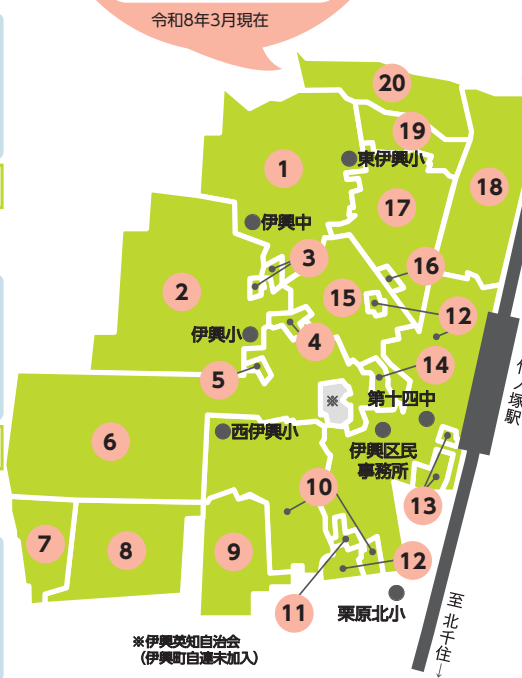 令和8年3月現在
20
19
東伊興小
1
18
17
伊興中
3
16
2
15
12
伊興小
4
14
5
第十四中
※
西伊興小
伊興区民
事務所
6
10
13
7
8
9
12
11
栗原北小
竹ノ塚駅
至 北千住→
※伊興英知自治会
(伊興町自連未加入)